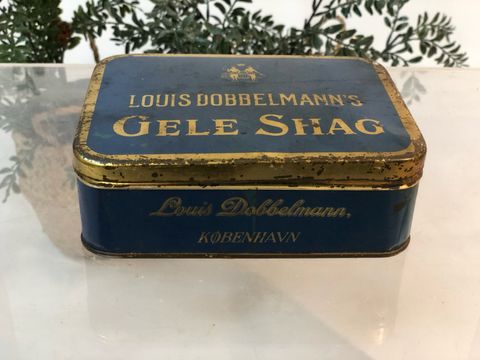 LOUIS DOBBELMANN'S
GELE SHAG
Louis Dobbelmann,
KØBENHAVN